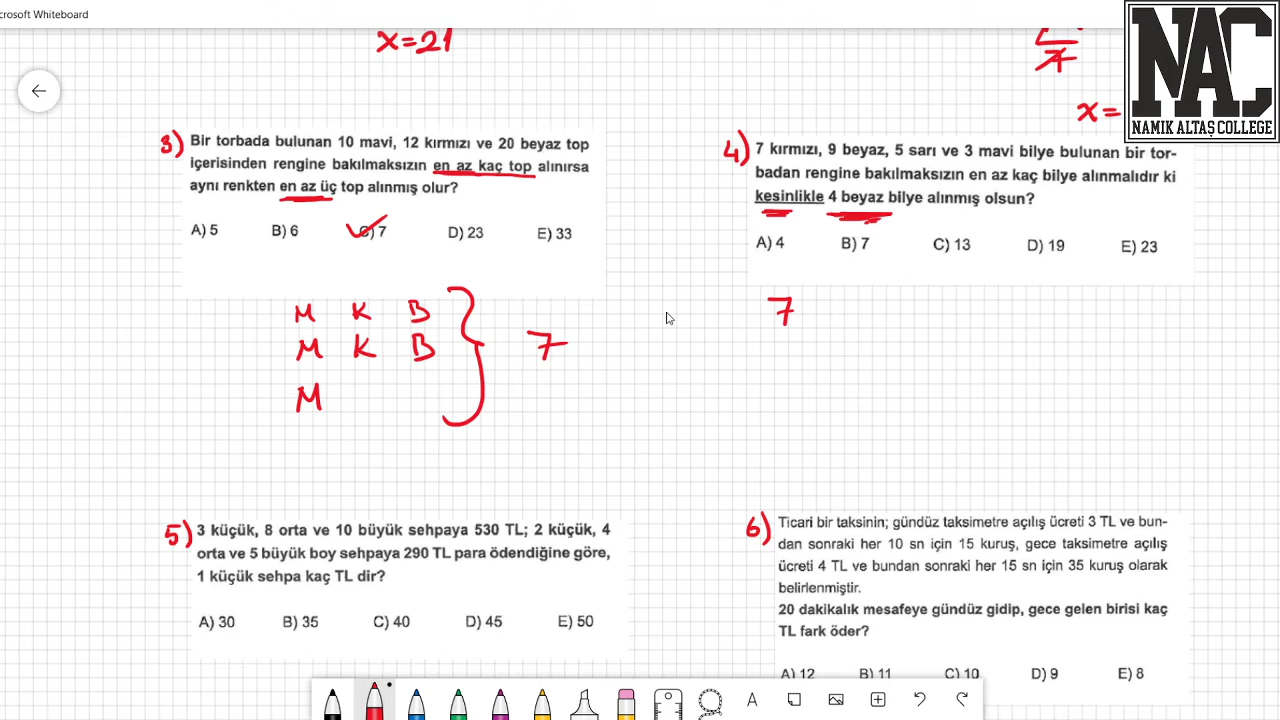 crosoft Whiteboard
x=21
x=
NAC
NAMIK ALTAŞ COLLEGE
3) Bir torbada bulunan 10 mavi, 12 kırmızı ve 20 beyaz top
içerisinden rengine bakılmaksızın en az kaç top alınırsa
aynı renkten en az üç top alınmış olur?
A) 5 B) 6 C) 7 D) 23 E) 33
M K B
M K B
M
7
4) 7 kırmızı, 9 beyaz, 5 sarı ve 3 mavi bilye bulunan bir tor-
badan rengine bakılmaksızın en az kaç bilye alınmalıdır ki
kesinlikle 4 beyaz bilye alınmış olsun?
A) 4 B) 7 C) 13 D) 19 E) 23
7
5) 3 küçük, 8 orta ve 10 büyük sehpaya 530 TL; 2 küçük, 4
orta ve 5 büyük boy sehpaya 290 TL para ödendiğine göre,
1 küçük sehpa kaç TL dir?
A) 30 B) 35 C) 40 D) 45 E) 50
6) Ticari bir taksinin; gündüz taksimetre açılış ücreti 3 TL ve bun-
dan sonraki her 10 sn için 15 kuruş, gece taksimetre açılış
ücreti 4 TL ve bundan sonraki her 15 sn için 35 kuruş olarak
belirlenmiştir.
20 dakikalık mesafeye gündüz gidip, gece gelen birisi kaç
TL fark öder?
A) 12 B) 11 C) 10 D) 9 E) 8
A